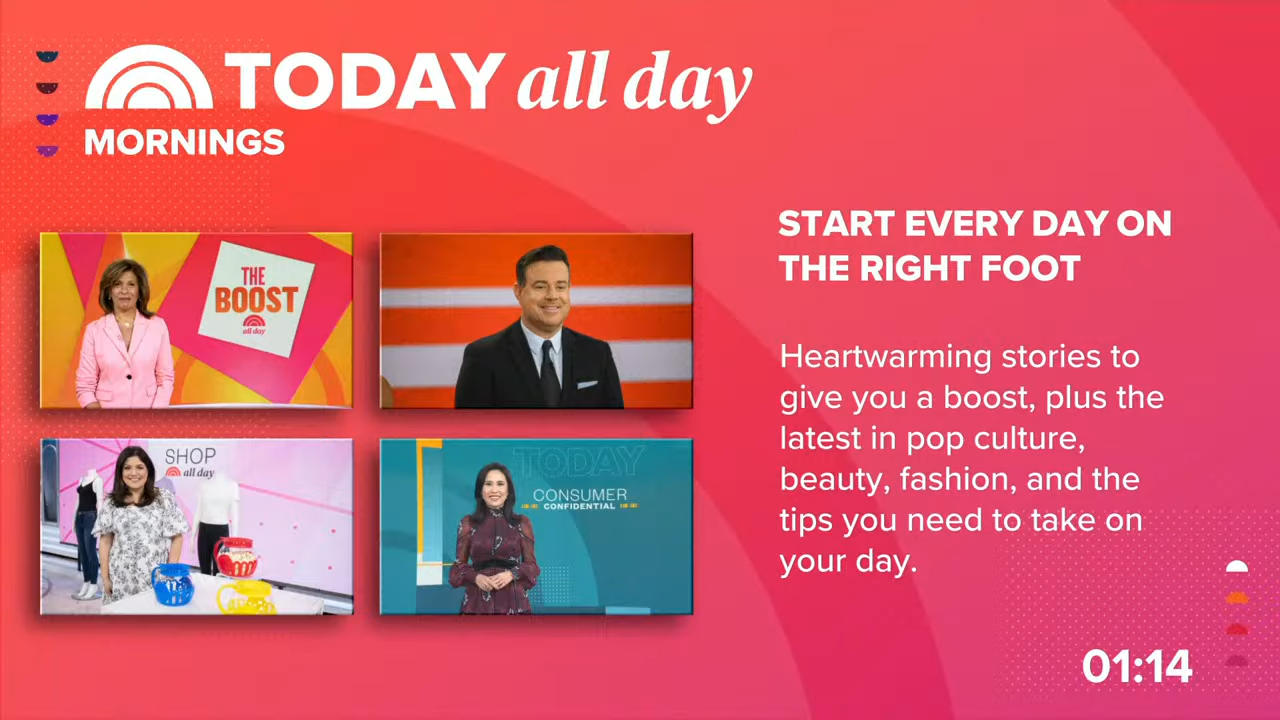 TODAY all day
MORNINGS
START EVERY DAY ON
THE RIGHT FOOT
THE
BOOST
all day
Heartwarming stories to
give you a boost, plus the
latest in pop culture,
beauty, fashion, and the
tips you need to take on
your day.
SHOP
all day
TODAY
CONSUMER
CONFIDENTIAL
01:14